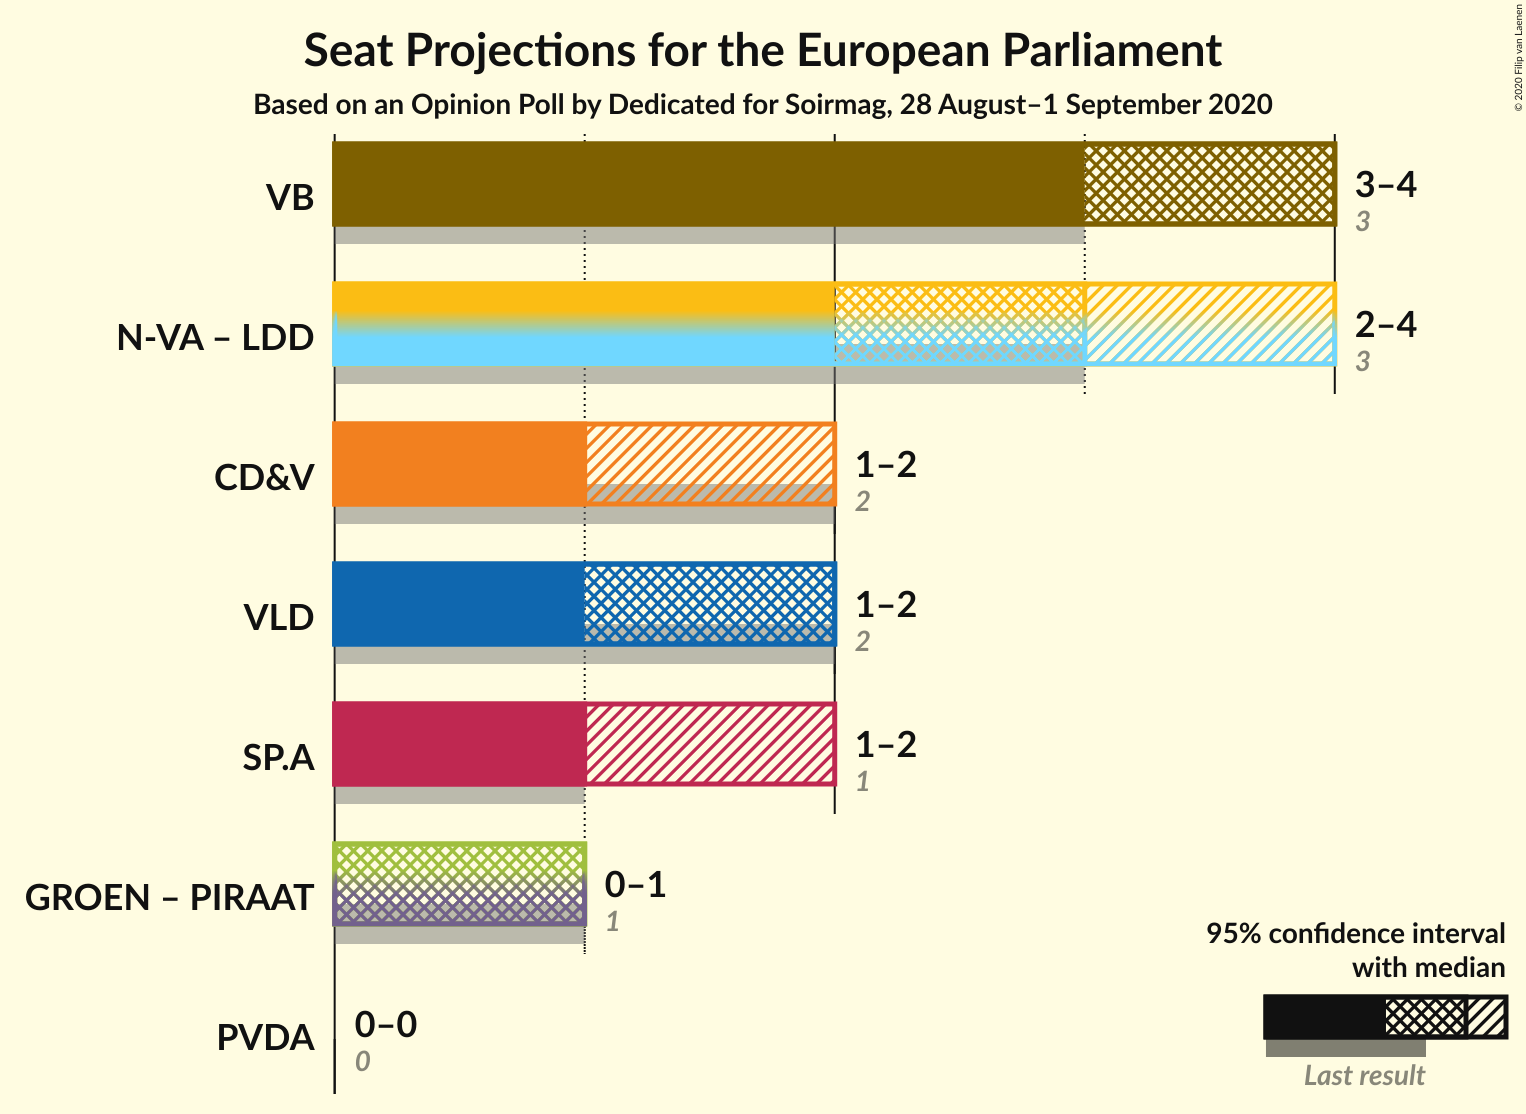 Seat Projections for the European Parliament
Based on an Opinion Poll by Dedicated for Soirmag, 28 August–1 September 2020
© 2020 Filip van Laenen
VB
3–4
3
N-VA – LDD
2–4
3
CD&V
1–2
2
VLD
1–2
2
SP.A
1–2
1
GROEN – PIRAAT
0–1
1
PVDA
0–0
0
95% confidence interval
with median
Last result